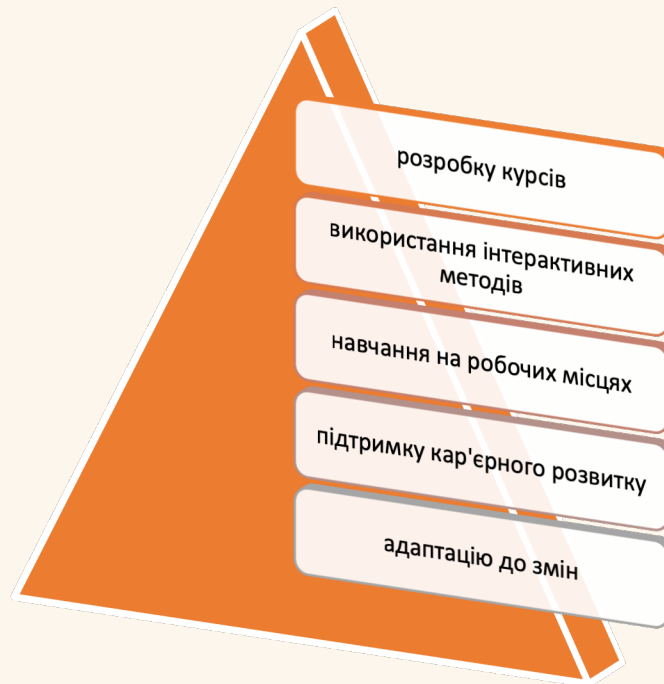 розробку курсів
використання інтерактивних
методів
навчання на робочих місцях
підтримку кар'єрного розвитку
адаптацію до змін